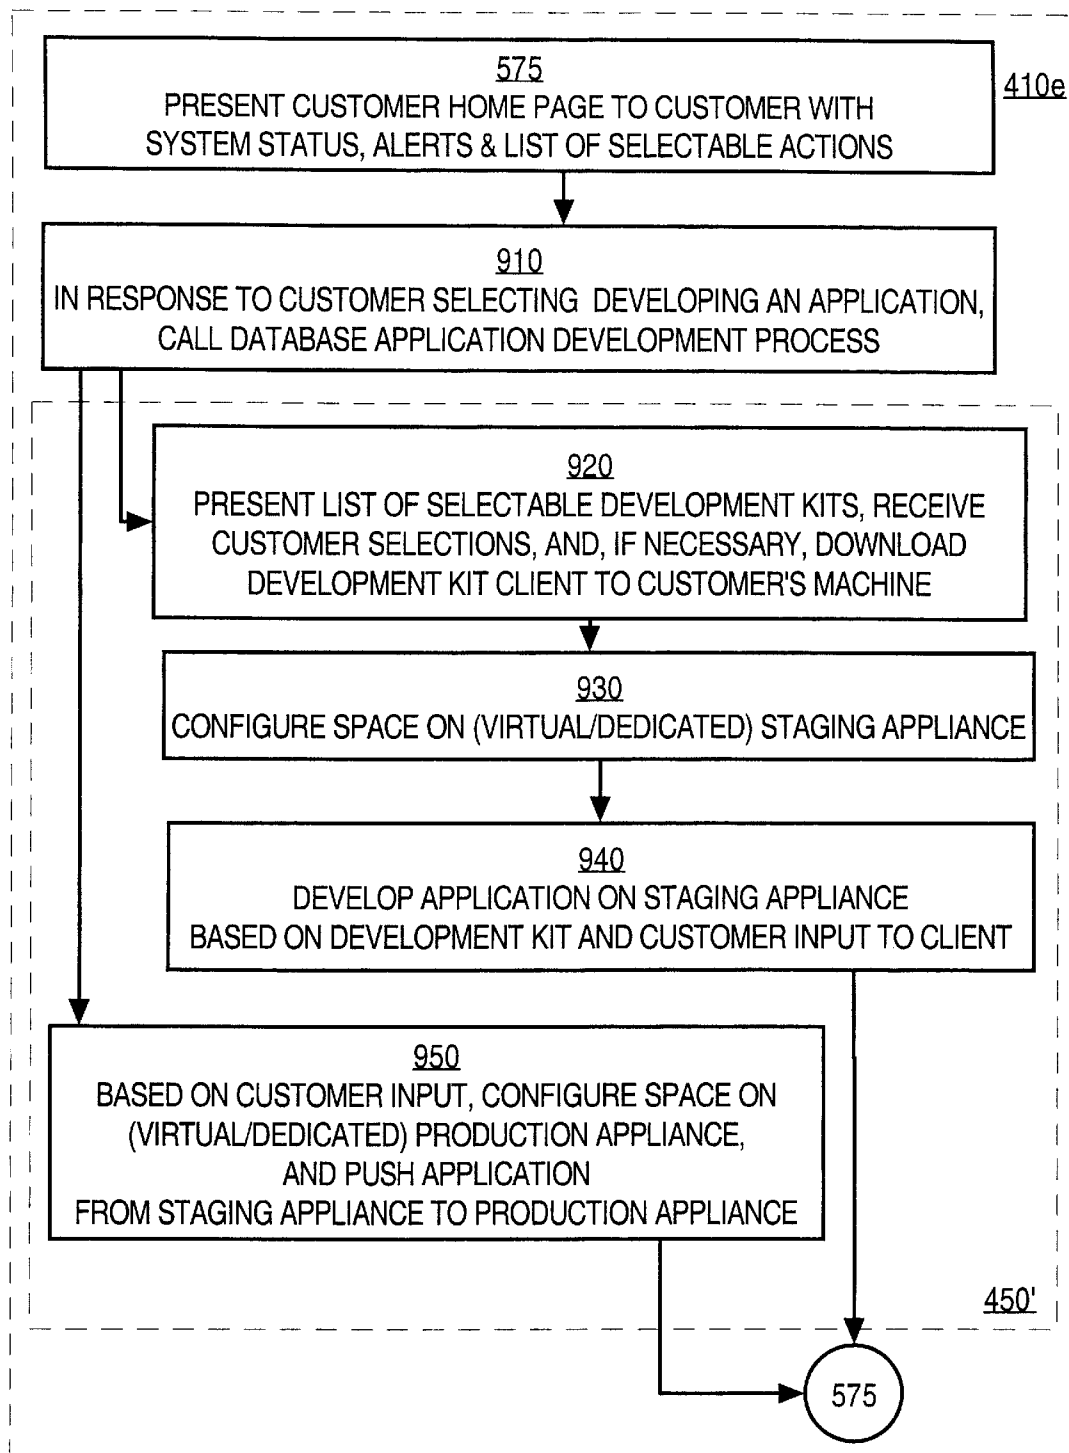 575
PRESENT CUSTOMER HOME PAGE TO CUSTOMER WITH
SYSTEM STATUS, ALERTS & LIST OF SELECTABLE ACTIONS
410e
910
IN RESPONSE TO CUSTOMER SELECTING DEVELOPING AN APPLICATION,
CALL DATABASE APPLICATION DEVELOPMENT PROCESS
920
PRESENT LIST OF SELECTABLE DEVELOPMENT KITS, RECEIVE
CUSTOMER SELECTIONS, AND, IF NECESSARY, DOWNLOAD
DEVELOPMENT KIT CLIENT TO CUSTOMER'S MACHINE
930
CONFIGURE SPACE ON (VIRTUAL/DEDICATED) STAGING APPLIANCE
940
DEVELOP APPLICATION ON STAGING APPLIANCE
BASED ON DEVELOPMENT KIT AND CUSTOMER INPUT TO CLIENT
950
BASED ON CUSTOMER INPUT, CONFIGURE SPACE ON
(VIRTUAL/DEDICATED) PRODUCTION APPLIANCE,
AND PUSH APPLICATION
FROM STAGING APPLIANCE TO PRODUCTION APPLIANCE
450'
575